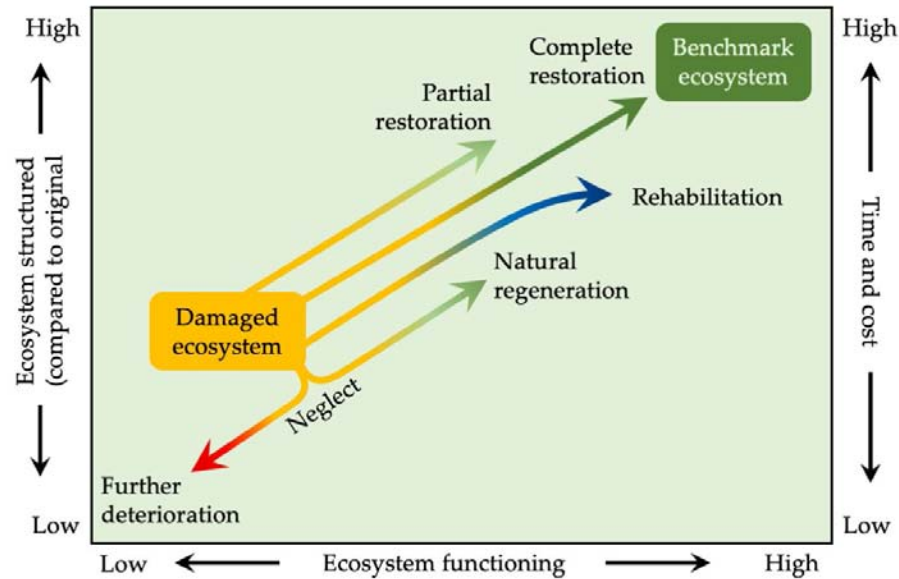 High
High
Complete
restoration
Benchmark
ecosystem
Partial
restoration
Rehabilitation
Natural
regeneration
Damaged
ecosystem
Neglect
Further
deterioration
Ecosystem structured
(compared to original
Time and cost
Low
Low
Low
Ecosystem functioning
High